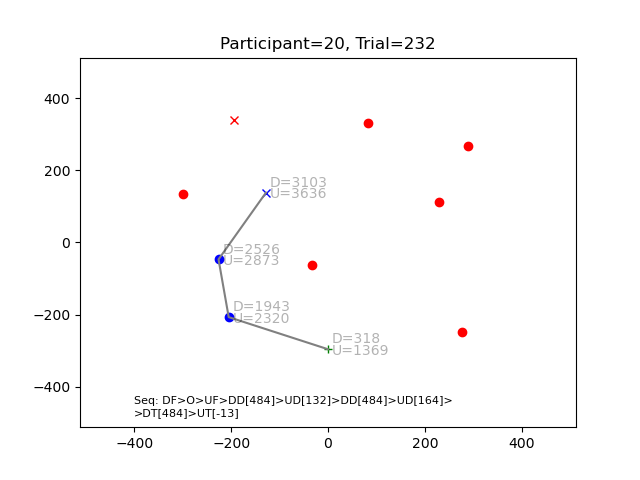 Participant=20, Trial=232
400
200
0
−200
−400
D=3103
U=3636
D=2526
U=2873
D=1943
U=2320
D=318
U=1369
Seq: DF>O>UF>DD[484]>UD[132]>DD[484]>UD[164]>
>DT[484]>UT[-13]
−400 −200 0 200 400